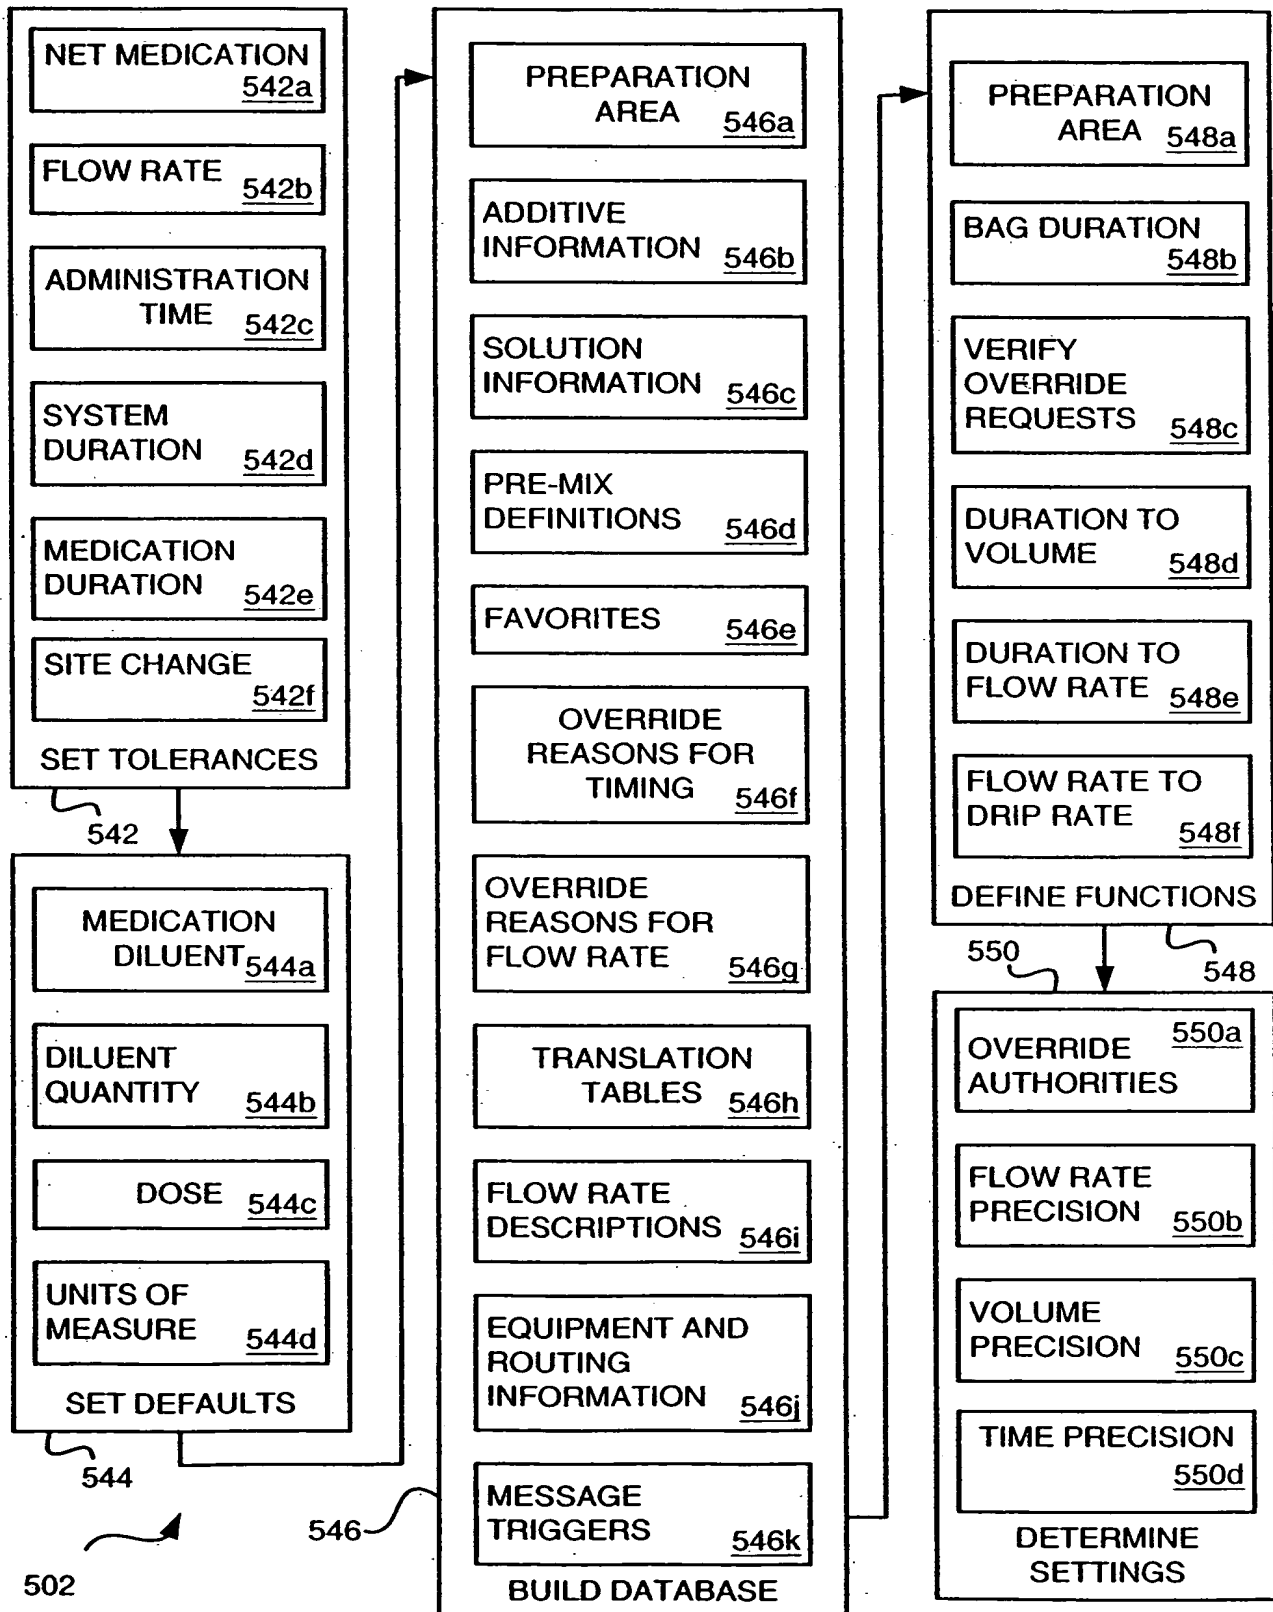 NET MEDICATION
542a
FLOW RATE
542b
ADMINISTRATION
TIME 542c
SYSTEM
DURATION 542d
MEDICATION
DURATION 542e
SITE CHANGE
542f
SET TOLERANCES
542
MEDICATION
DILUENT 544a
DILUENT
QUANTITY 544b
DOSE 544c
UNITS OF
MEASURE 544d
SET DEFAULTS
544
502
PREPARATION
AREA 546a
ADDITIVE
INFORMATION 546b
SOLUTION
INFORMATION 546c
PRE-MIX
DEFINITIONS 546d
FAVORITES 546e
OVERRIDE
REASONS FOR
TIMING 546f
OVERRIDE
REASONS FOR
FLOW RATE 546g
TRANSLATION
TABLES 546h
FLOW RATE
DESCRIPTIONS 546i
EQUIPMENT AND
ROUTING
INFORMATION 546j
MESSAGE
TRIGGERS 546k
BUILD DATABASE
546
PREPARATION
AREA 548a
BAG DURATION
548b
VERIFY
OVERRIDE
REQUESTS 548c
DURATION TO
VOLUME 548d
DURATION TO
FLOW RATE 548e
FLOW RATE TO
DRIP RATE 548f
DEFINE FUNCTIONS
548
550
550a
OVERRIDE
AUTHORITIES
FLOW RATE
PRECISION 550b
VOLUME
PRECISION 550c
TIME PRECISION
550d
DETERMINE
SETTINGS